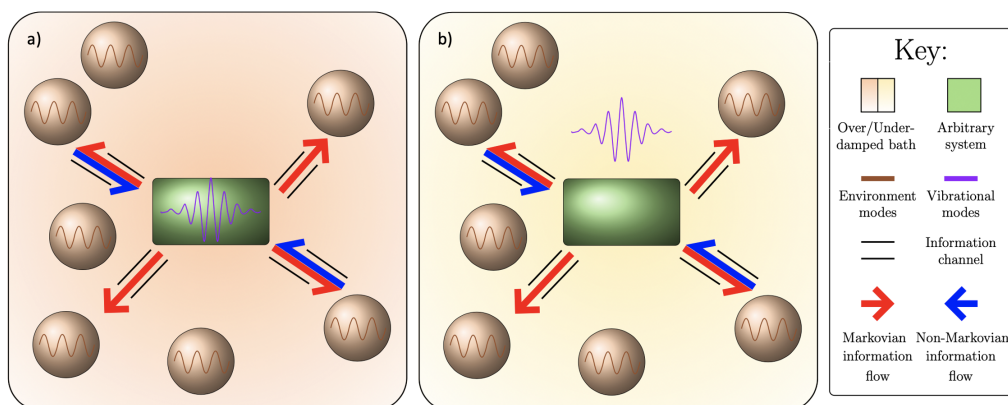 a)
b)
Key:
Over/Under-
damped bath
Arbitrary
system
Environment
modes
Vibrational
modes
Information
channel
Markovian
information
flow
Non-Markovian
information
flow